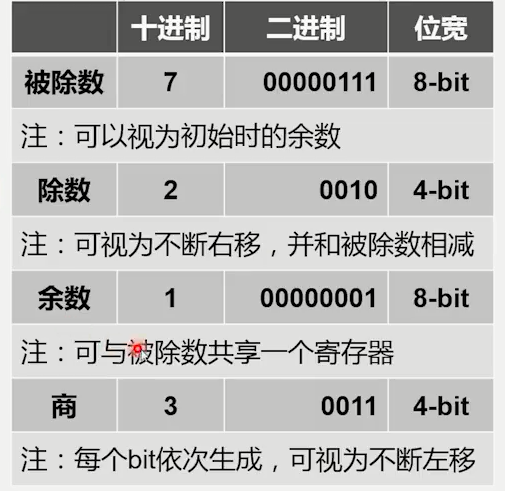 十进制 二进制 位宽
被除数 7 00000111 8-bit
注：可以视为初始时的余数
除数 2 0010 4-bit
注：可视为不断右移，并和被除数相减
余数 1 00000001 8-bit
注：可与被除数共享一个寄存器
商 3 0011 4-bit
注：每个bit依次生成，可视为不断左移